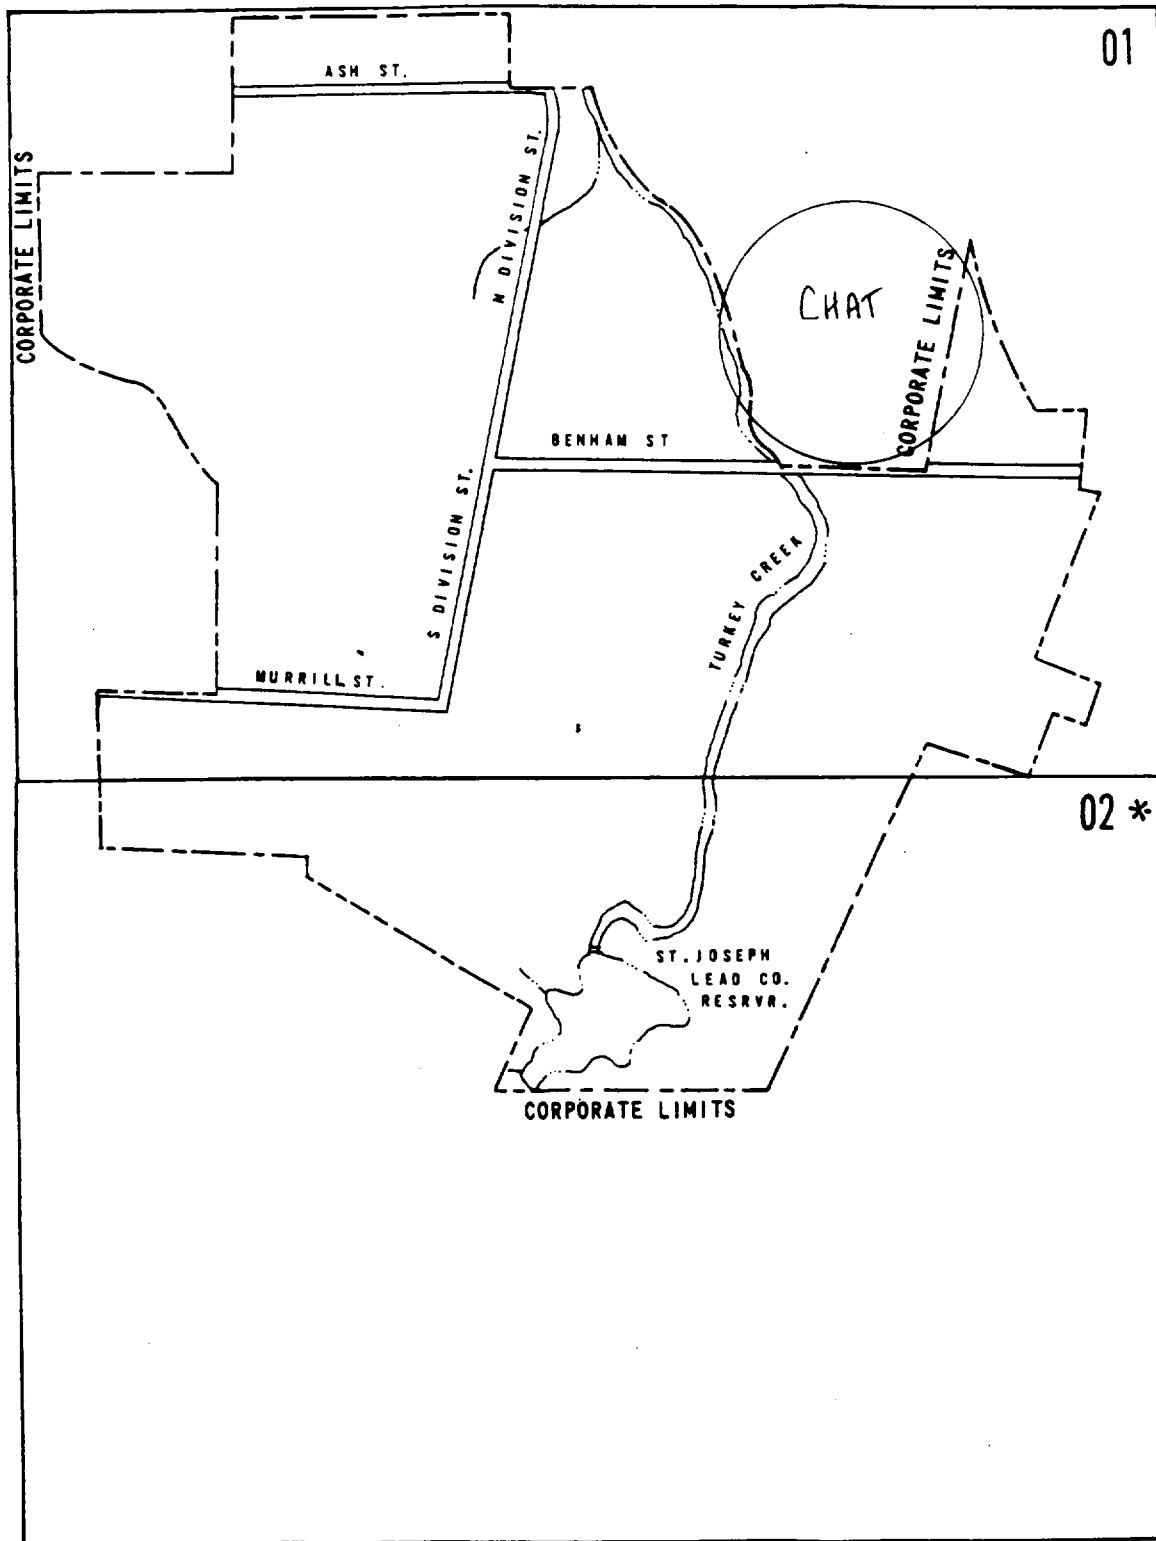 01
ASH ST.
CORPORATE LIMITS
N DIVISION ST.
CHAT
CORPORATE LIMITS
BENHAM ST
S DIVISION ST.
TURKEY CREEK
MURRILL ST.
02 *
ST. JOSEPH
LEAD CO.
RESRVR.
CORPORATE LIMITS